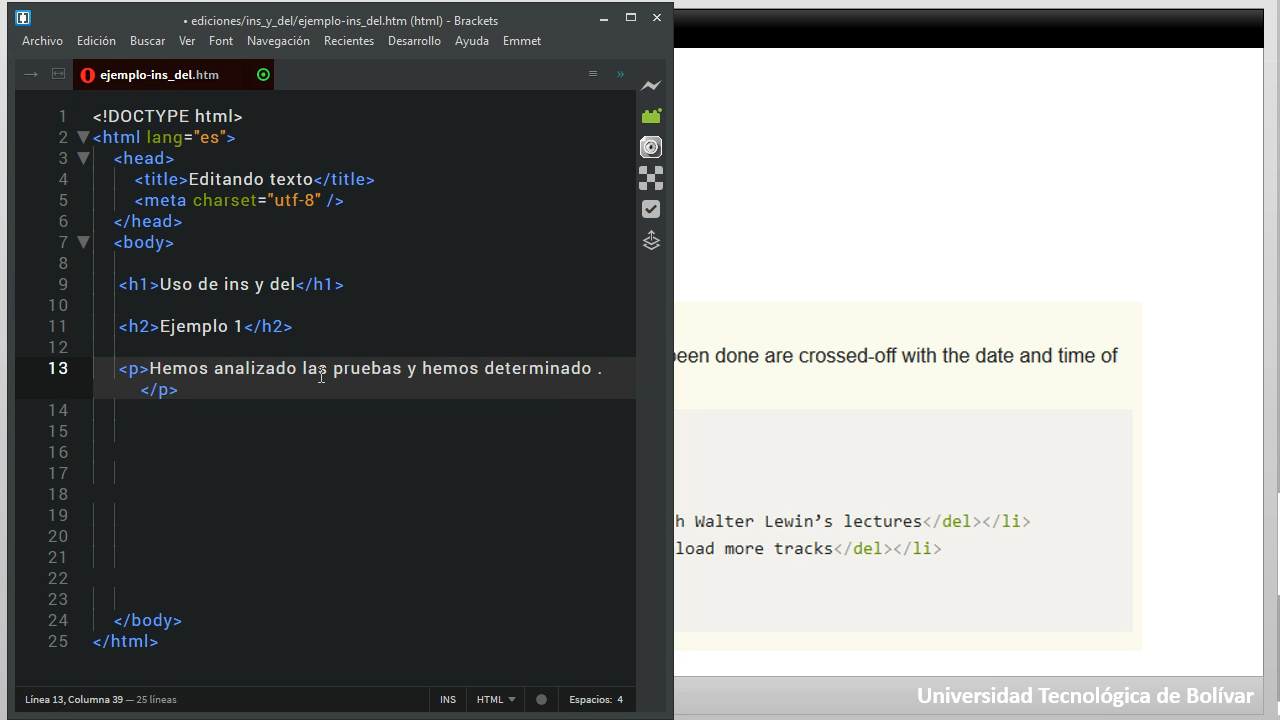 • ediciones/ins_y_del/ejemplo-ins_del.htm (html) - Brackets
Archivo Edición Buscar Ver Font Navegación Recientes Desarrollo Ayuda Emmet
ejemplo-ins_del.htm
1 <!DOCTYPE html>
2 <html lang="es">
3 <head>
4 <title>Editando texto</title>
5 <meta charset="utf-8" />
6 </head>
7 <body>
8
9 <h1>Uso de ins y del</h1>
10
11 <h2>Ejemplo 1</h2>
12
13 <p>Hemos analizado las pruebas y hemos determinado .
</p>
14
15
16
17
18
19
20
21
22
23
24 </body>
25 </html>
Línea 13, Columna 39 — 25 líneas
INS HTML Espacios: 4
been done are crossed-off with the date and time of
h Walter Lewin’s lectures</del></li>
load more tracks</del></li>
Universidad Tecnológica de Bolívar